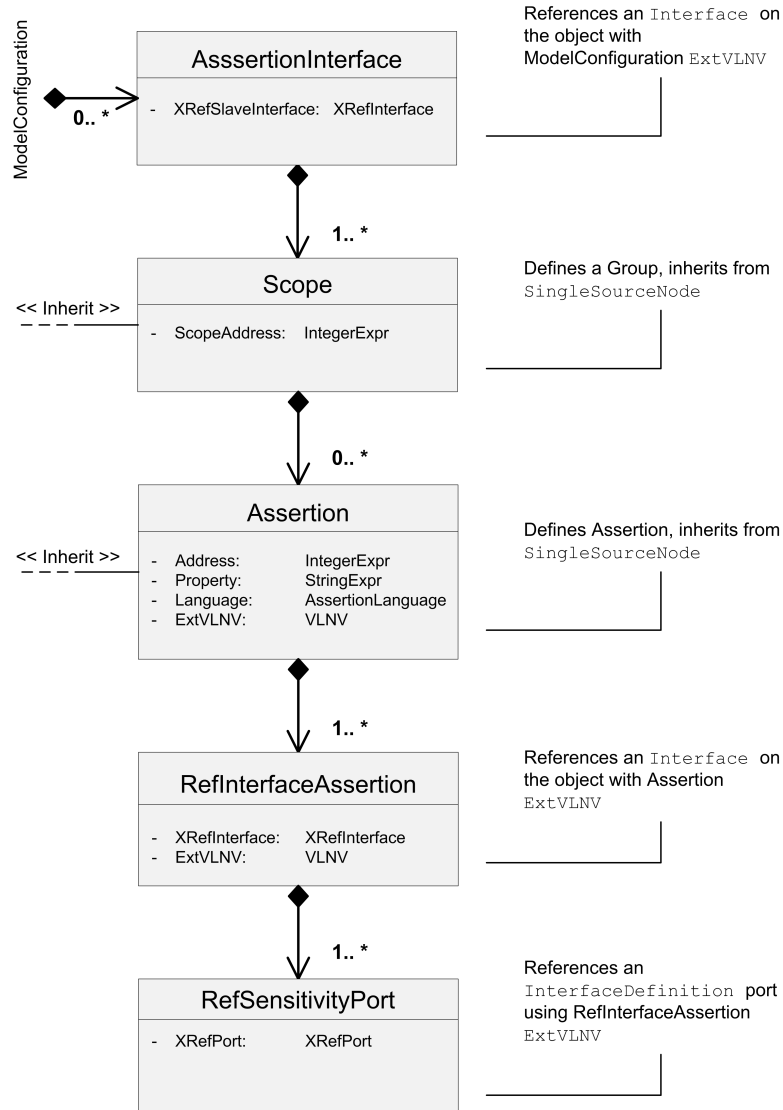 ModelConfiguration
0.. *
AsssertionInterface
- XRefSlaveInterface: XRefInterface
References an Interface on
the object with
ModelConfiguration ExtVLNV
1.. *
<< Inherit >>
Scope
- ScopeAddress: IntegerExpr
Defines a Group, inherits from
SingleSourceNode
0.. *
<< Inherit >>
Assertion
- Address: IntegerExpr
- Property: StringExpr
- Language: AssertionLanguage
- ExtVLNV: VLNV
Defines Assertion, inherits from
SingleSourceNode
1.. *
RefInterfaceAssertion
- XRefInterface: XRefInterface
- ExtVLNV: VLNV
References an Interface on
the object with Assertion
ExtVLNV
1.. *
RefSensitivityPort
- XRefPort: XRefPort
References an
InterfaceDefinition port
using RefInterfaceAssertion
ExtVLNV